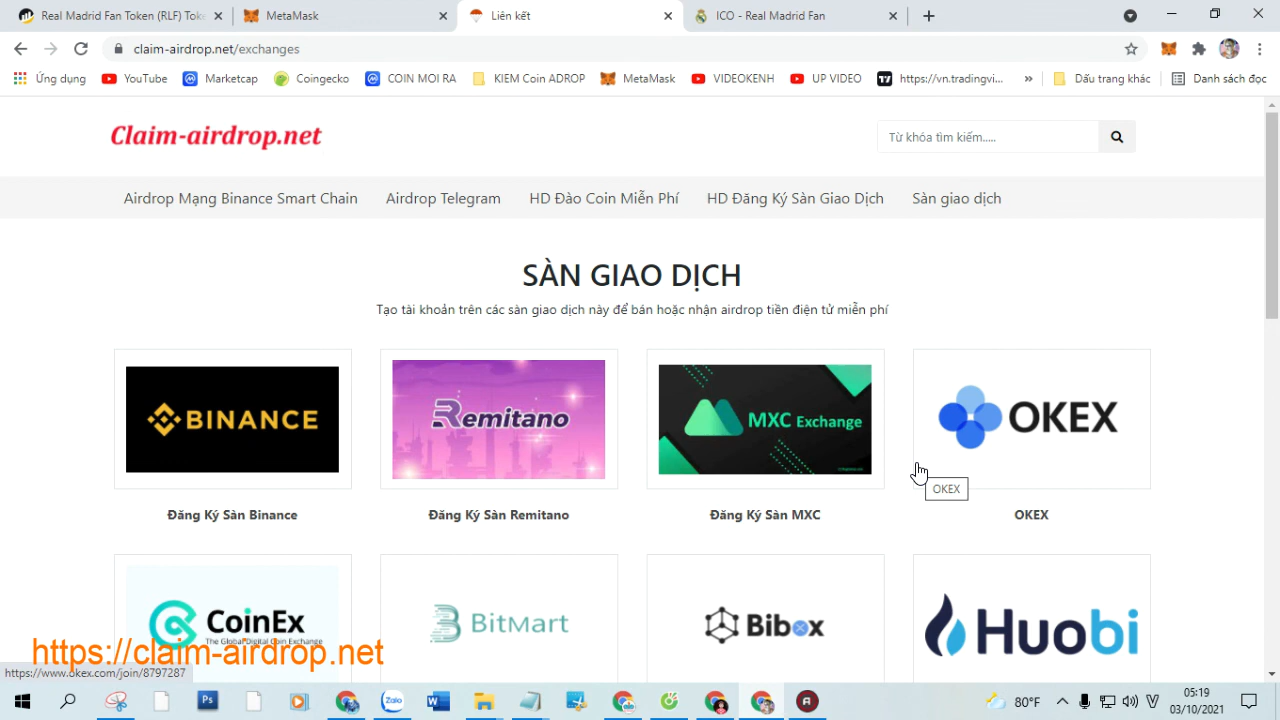 Real Madrid Fan Token (RLF) Toke
MetaMask
Liên kết
ICO - Real Madrid Fan
claim-airdrop.net/exchanges
Ứng dụng
YouTube
Marketcap
Coingecko
COIN MOI RA
KIEM Coin ADROP
MetaMask
VIDEOKENH
UP VIDEO
https://vn.tradingvi...
»
Dấu trang khác
Danh sách đọc
Claim-airdrop.net
Từ khóa tìm kiếm.....
Airdrop Mạng Binance Smart Chain
Airdrop Telegram
HD Đào Coin Miễn Phí
HD Đăng Ký Sàn Giao Dịch
Sàn giao dịch
SÀN GIAO DỊCH
Tạo tài khoản trên các sàn giao dịch này để bán hoặc nhận airdrop tiền điện tử miễn phí
BINANCE
Remitano
MXC Exchange
OKEX
OKEX
Đăng Ký Sàn Binance
Đăng Ký Sàn Remitano
Đăng Ký Sàn MXC
OKEX
CoinEx
The Global Digital Coin Exchange
BitMart
Bibox
Huobi
https://claim-airdrop.net
https://www.okex.com/join/8797287
Ps
Zalo
W
A
80°F
V
05:19
03/10/2021